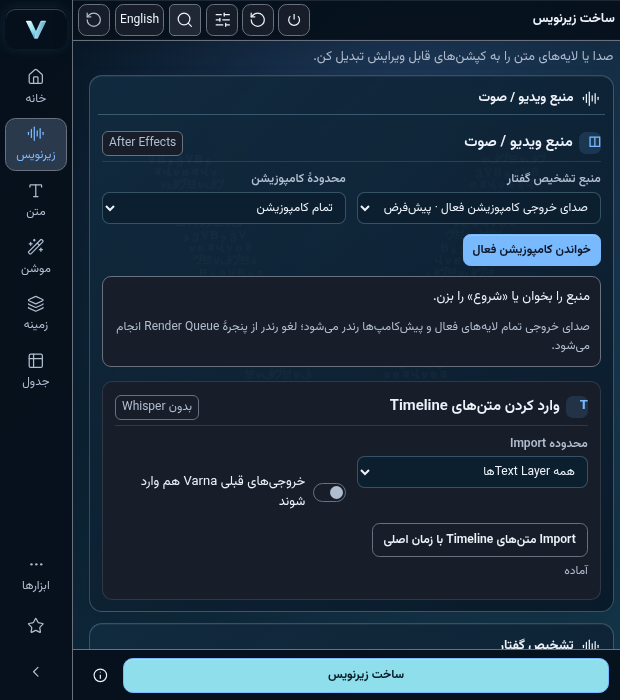 ساخت زیرنویس
English
صدا یا لایه‌های متن را به کپشن‌های قابل ویرایش تبدیل کن.
خانه
زیرنویس
متن
موشن
زمینه
جدول
ابزارها
منبع ویدیو / صوت
منبع ویدیو / صوت
After Effects
منبع تشخیص گفتار
محدودهٔ کامپوزیشن
صدای خروجی کامپوزیشن فعال · پیش‌فرض
تمام کامپوزیشن
خواندن کامپوزیشن فعال
منبع را بخوان یا «شروع» را بزن.
صدای خروجی تمام لایه‌های فعال و پیش‌کامپ‌ها رندر می‌شود؛ لغو رندر از پنجرهٔ Render Queue انجام
می‌شود.
T
وارد کردن متن‌های Timeline
بدون Whisper
محدوده Import
همه Text Layerها
خروجی‌های قبلی Varna هم وارد
شوند
Import متن‌های Timeline با زمان اصلی
آماده
تشخیص گفتار
ساخت زیرنویس